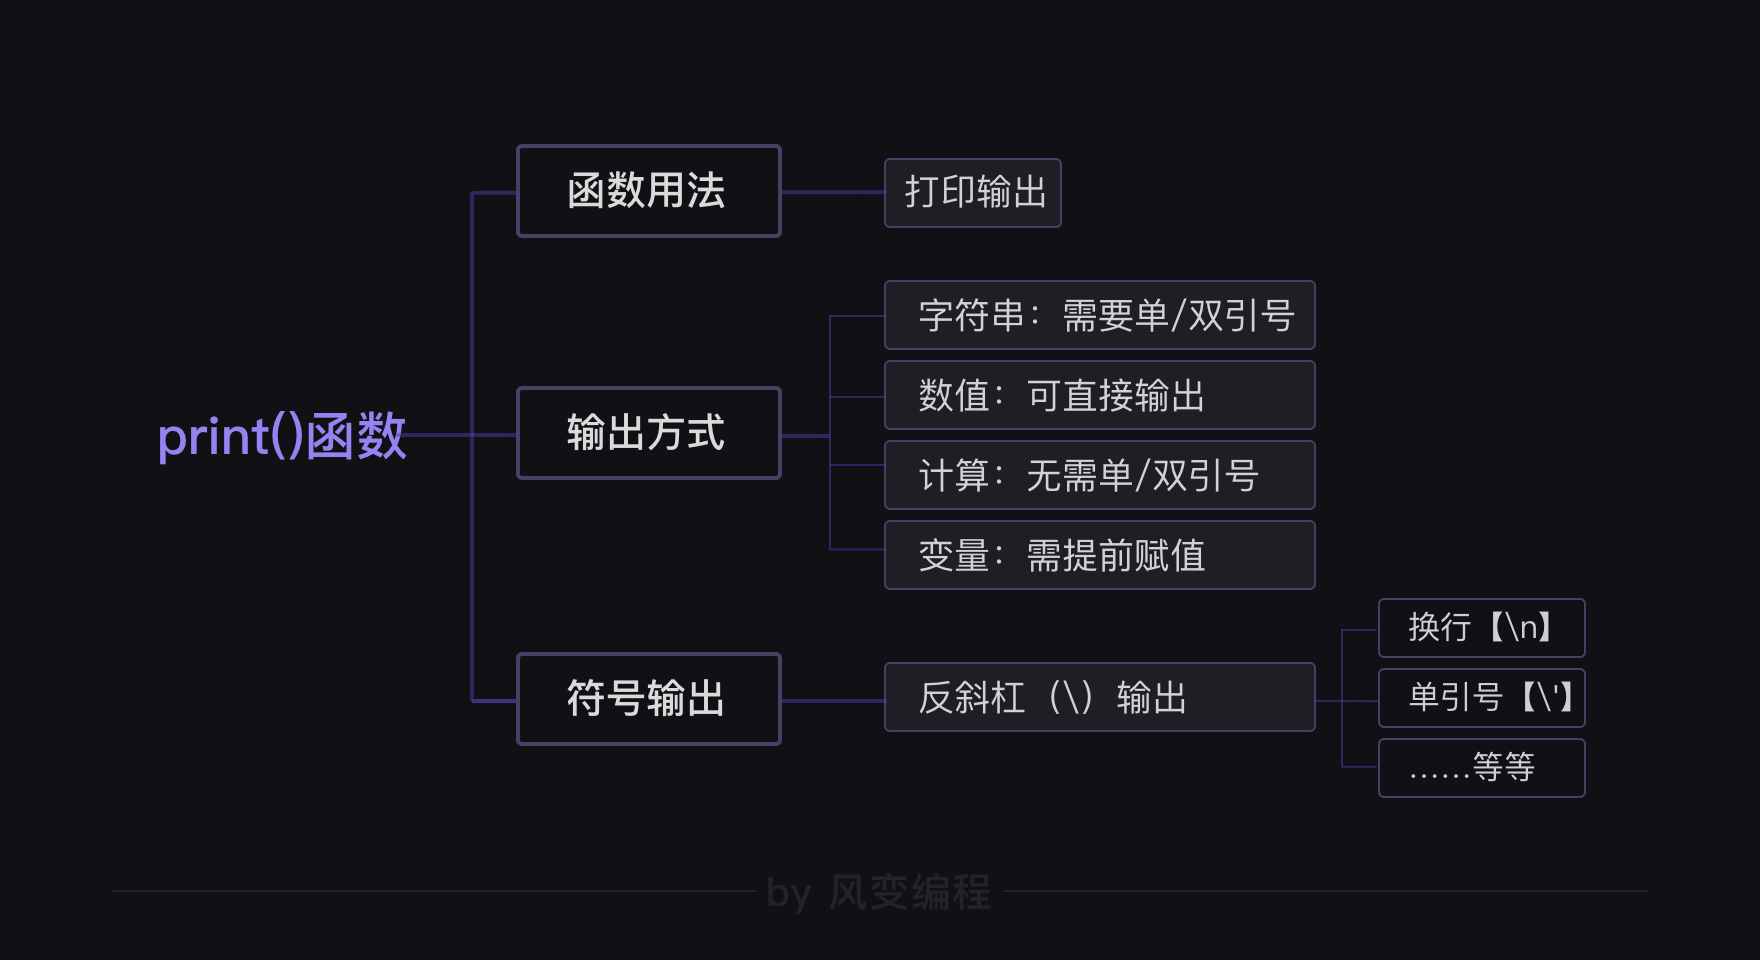 print()函数
函数用法
打印输出
输出方式
字符串：需要单/双引号
数值：可直接输出
计算：无需单/双引号
变量：需提前赋值
符号输出
反斜杠（\）输出
换行【\n】
单引号【\'】
......等等
by 风变编程